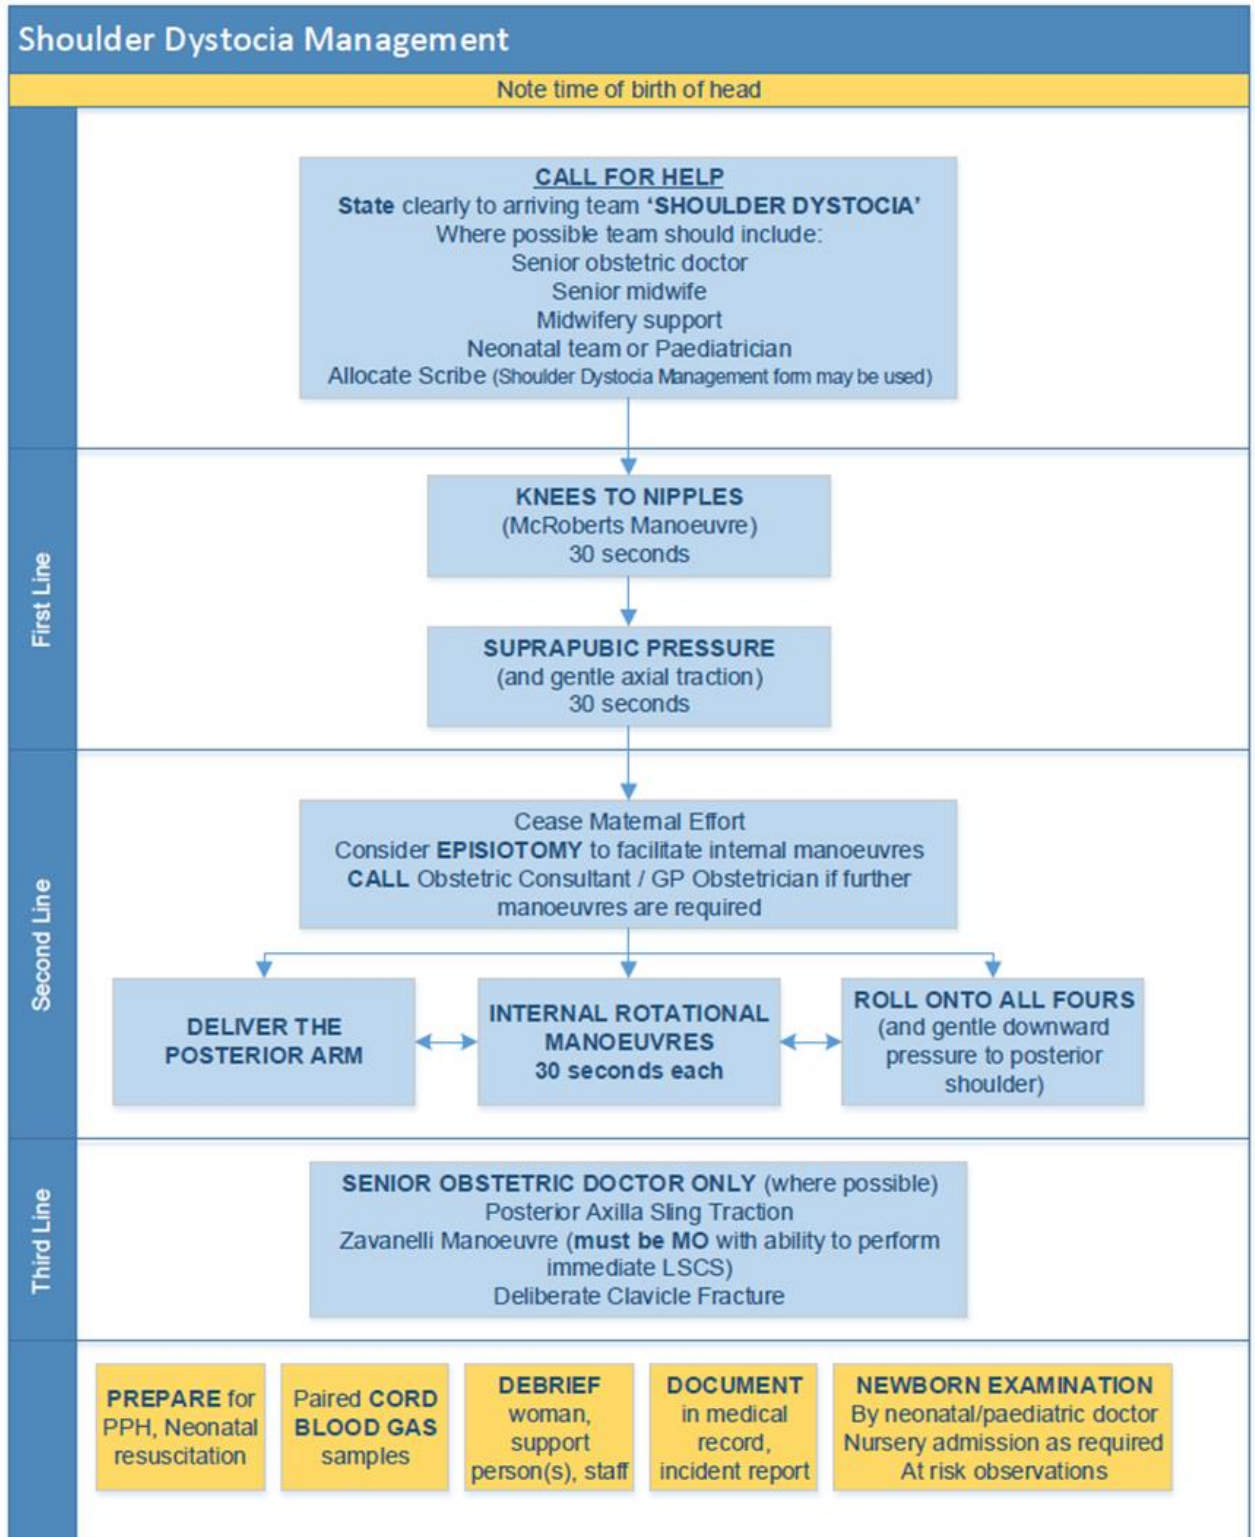 Shoulder Dystocia Management
Note time of birth of head
CALL FOR HELP
State clearly to arriving team ‘SHOULDER DYSTOCIA’
Where possible team should include:
Senior obstetric doctor
Senior midwife
Midwifery support
Neonatal team or Paediatrician
Allocate Scribe (Shoulder Dystocia Management form may be used)
First Line
KNEES TO NIPPLES
(McRoberts Manoeuvre)
30 seconds
SUPRAPUBIC PRESSURE
(and gentle axial traction)
30 seconds
Second Line
Cease Maternal Effort
Consider EPISIOTOMY to facilitate internal manoeuvres
CALL Obstetric Consultant / GP Obstetrician if further
manoeuvres are required
DELIVER THE
POSTERIOR ARM
INTERNAL ROTATIONAL
MANOEUVRES
30 seconds each
ROLL ONTO ALL FOURS
(and gentle downward
pressure to posterior
shoulder)
Third Line
SENIOR OBSTETRIC DOCTOR ONLY (where possible)
Posterior Axilla Sling Traction
Zavanelli Manoeuvre (must be MO with ability to perform
immediate LSCS)
Deliberate Clavicle Fracture
PREPARE for
PPH, Neonatal
resuscitation
Paired CORD
BLOOD GAS
samples
DEBRIEF
woman,
support
person(s), staff
DOCUMENT
in medical
record,
incident report
NEWBORN EXAMINATION
By neonatal/paediatric doctor
Nursery admission as required
At risk observations